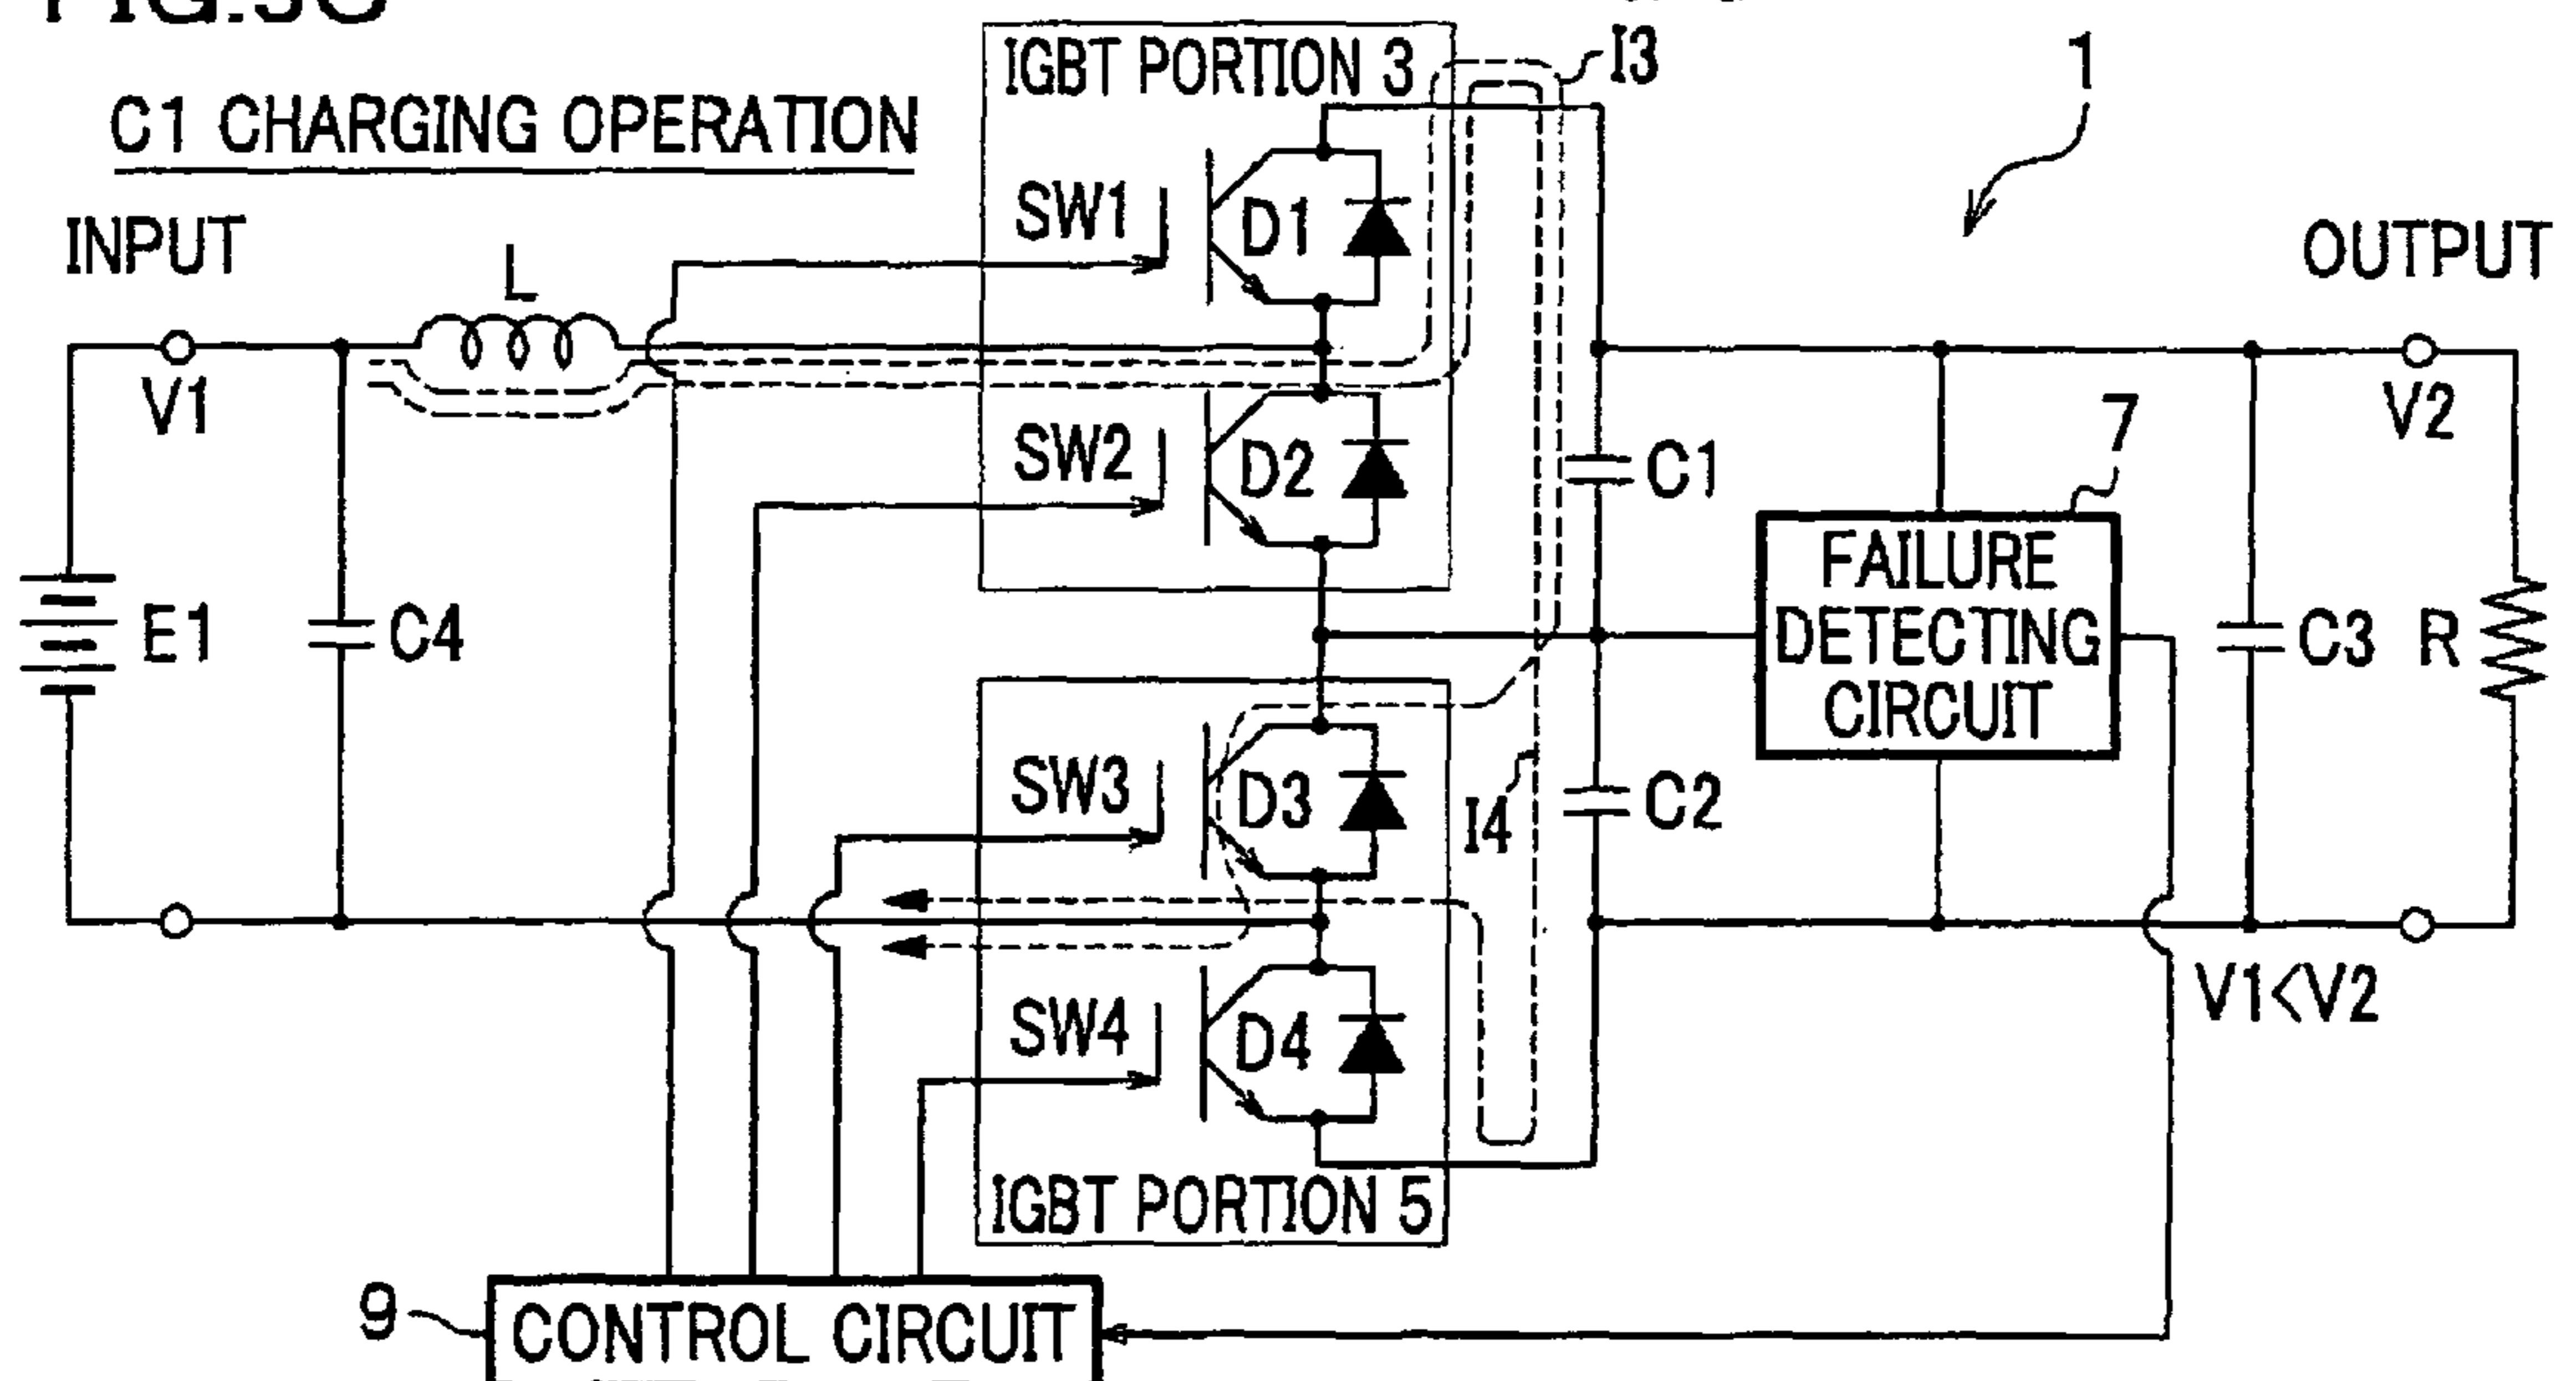 C1 CHARGING OPERATION
IGBT PORTION 3
I3
1
INPUT
L
SW1
D1
OUTPUT
V1
V2
SW2
D2
C1
7
FAILURE
DETECTING
CIRCUIT
E1
C4
C3
R
SW3
D3
I4
C2
V1<V2
SW4
D4
IGBT PORTION 5
9
CONTROL CIRCUIT